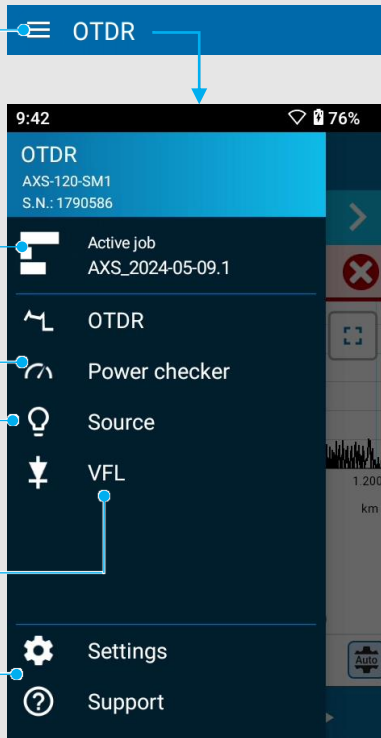 OTDR
9:42
76%
OTDR
AXS-120-SM1
S.N.: 1790586
Active job
AXS_2024-05-09.1
OTDR
Power checker
Source
VFL
1.200
km
Auto
Settings
Support